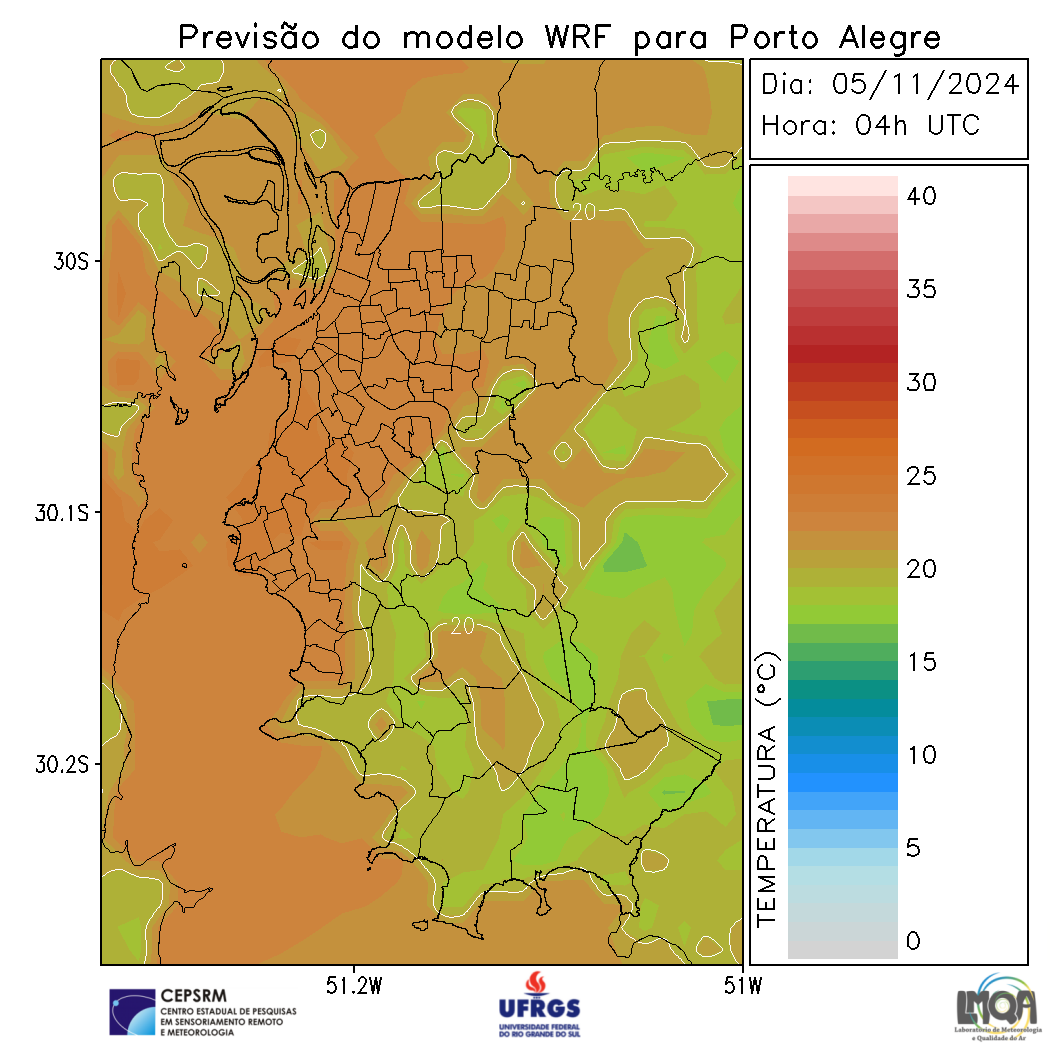 Previsão do modelo WRF para Porto Alegre
Dia: 05/11/2024
Hora: 04h UTC
20
20
30S
30.1S
30.2S
51.2W
51W
40
35
30
25
20
15
10
5
0
TEMPERATURA (°C)
CEPSRM
CENTRO ESTADUAL DE PESQUISAS
EM SENSORIAMENTO REMOTO
E METEOROLOGIA
UFRGS
UNIVERSIDADE FEDERAL
DO RIO GRANDE DO SUL
LMQA
Laboratório de Meteorologia
e Qualidade do Ar